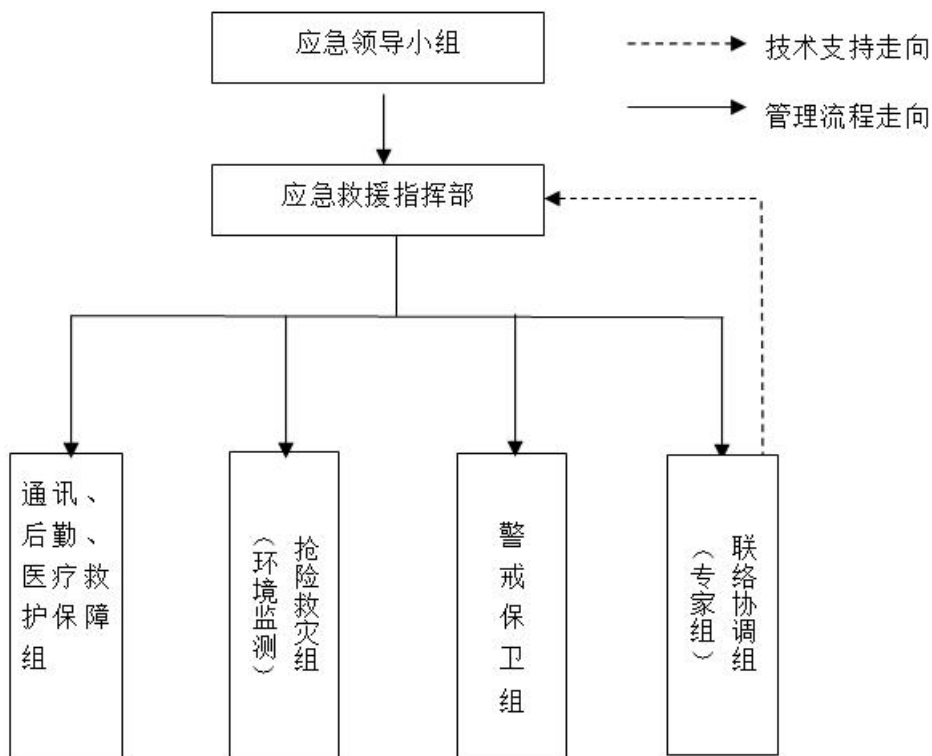 应急领导小组
技术支持走向
管理流程走向
应急救援指挥部
通讯、
后勤、
医疗救
护保障
组
抢险救灾组
（环境监测）
警戒保卫组
联络协调组
（专家组）